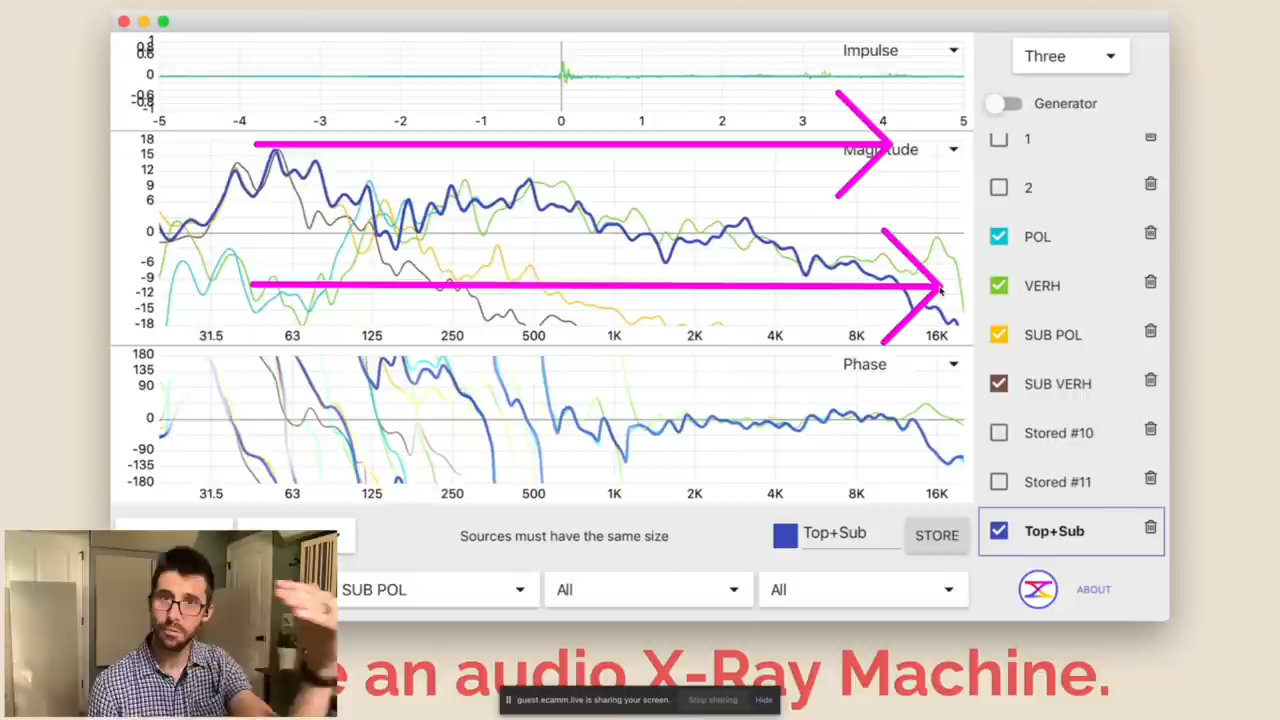 Impulse
1
0.8
0.6
0
-0.6
-0.8
-1
-5 -4 -3 -2 -1 0 1 2 3 4 5
Magnitude
18
15
12
9
6
0
-6
-9
-12
-15
-18
31.5 63 125 250 500 1K 2K 4K 8K 16K
Phase
180
135
90
0
-90
-135
-180
31.5 63 125 250 500 1K 2K 4K 8K 16K
Sources must have the same size
Top+Sub
STORE
SUB POL
All
All
Three
Generator
1
2
POL
VERH
SUB POL
SUB VERH
Stored #10
Stored #11
Top+Sub
ABOUT
an audio X-Ray Machine.
guest.ecamm.live is sharing your screen.
Stop sharing
Hide